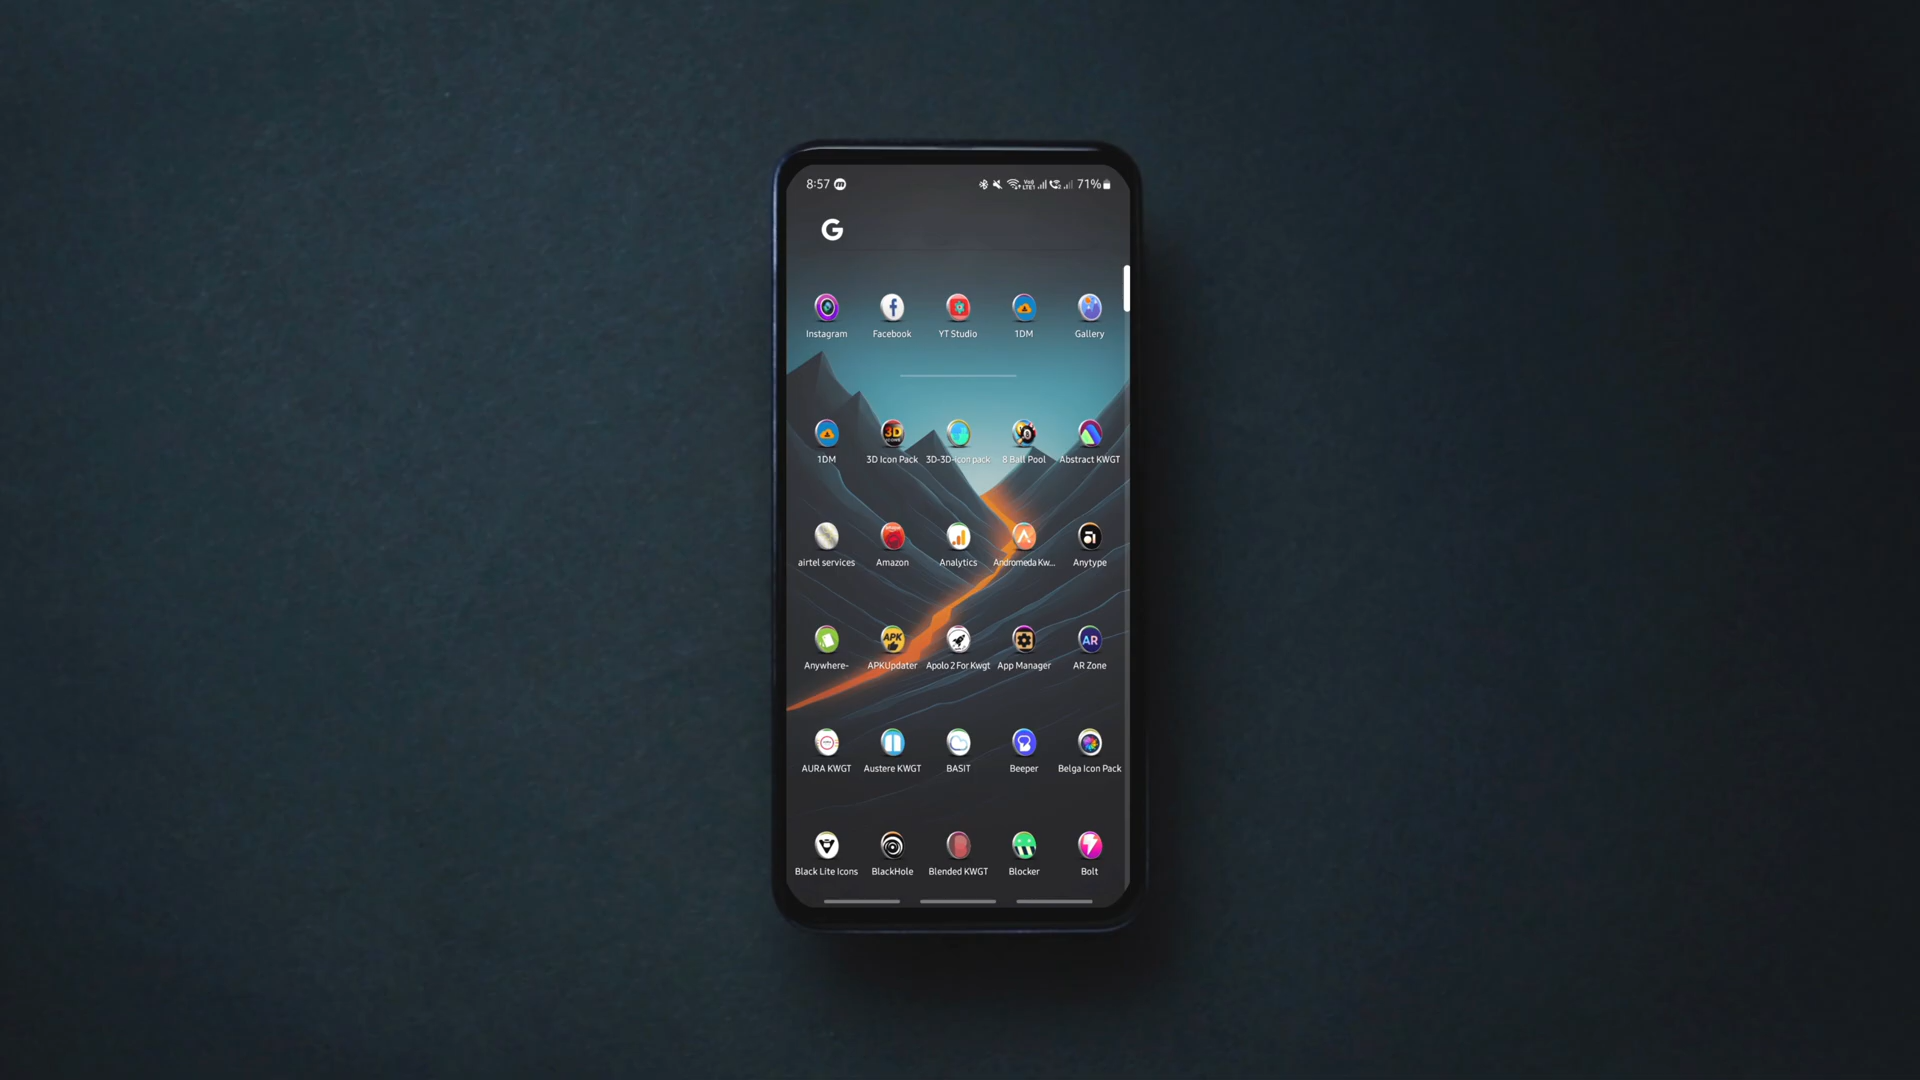 8:57 71%
G
Instagram Facebook YT Studio 1DM Gallery
1DM 3D Icon Pack 3D-3D-icon pack 8 Ball Pool Abstract KWGT
airtel services Amazon Analytics Andromeda Kw... Anytype
APK AR
Anywhere- APKUpdater Apolo 2 For Kwgt App Manager AR Zone
AURA KWGT Austere KWGT BASIT Beeper Belga Icon Pack
Black Lite Icons BlackHole Blended KWGT Blocker Bolt